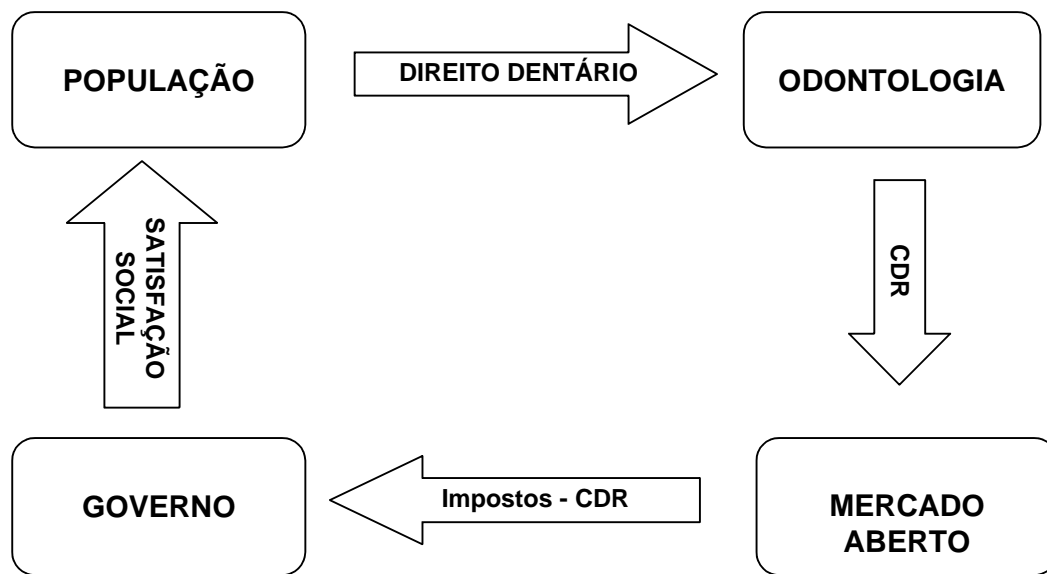 POPULAÇÃO
DIREITO DENTÁRIO
ODONTOLOGIA
SATISFAÇÃO
SOCIAL
CDR
GOVERNO
Impostos - CDR
MERCADO
ABERTO